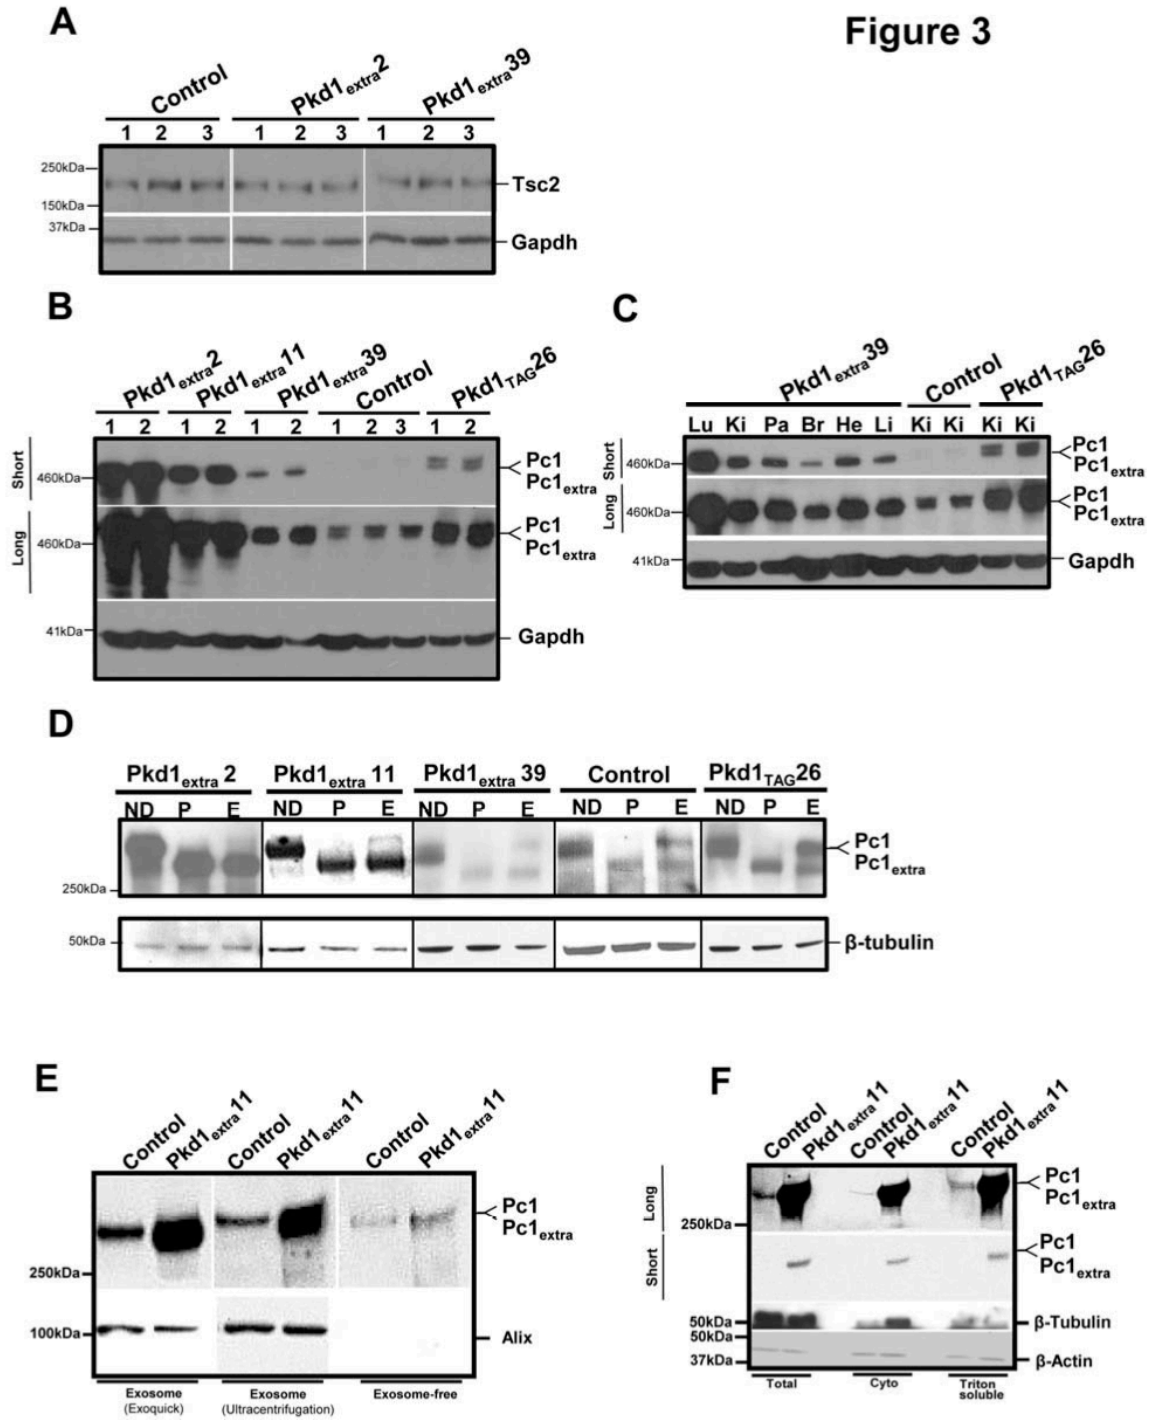 Figure 3
A
Control Pkd1extra2 Pkd1extra39
1 2 3 1 2 3 1 2 3
250kDa
150kDa
37kDa
Tsc2
Gapdh
B
Pkd1extra2 Pkd1extra11 Pkd1extra39 Control Pkd1TAG26
1 2 1 2 1 2 1 2 3 1 2
Short
460kDa
Pc1
Pc1extra
Long
460kDa
Pc1
Pc1extra
41kDa
Gapdh
C
Pkd1extra39 Control Pkd1TAG26
Lu Ki Pa Br He Li Ki Ki Ki Ki
Short
460kDa
Pc1
Pc1extra
Long
460kDa
Pc1
Pc1extra
41kDa
Gapdh
D
Pkd1extra 2 Pkd1extra 11 Pkd1extra 39 Control Pkd1TAG26
ND P E ND P E ND P E ND P E ND P E
Pc1
Pc1extra
250kDa
50kDa
β-tubulin
E
Control Pkd1extra11 Control Pkd1extra11 Control Pkd1extra11
Pc1
Pc1extra
250kDa
100kDa
Alix
Exosome Exosome Exosome-free
(Exoquick) (Ultracentrifugation)
F
Control Pkd1extra11 Control Pkd1extra11 Control Pkd1extra11
Long
Pc1
Pc1extra
250kDa
Short
Pc1
Pc1extra
50kDa
β-Tubulin
50kDa
37kDa
β-Actin
Total Cyto Triton
soluble